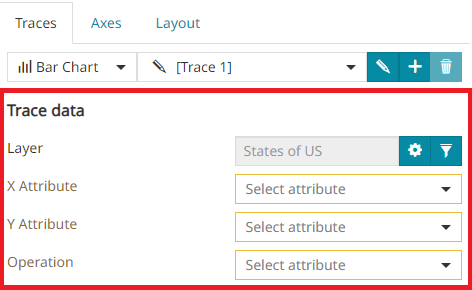 Traces Axes Layout
Bar Chart [Trace 1]
Trace data
Layer States of US
X Attribute Select attribute
Y Attribute Select attribute
Operation Select attribute